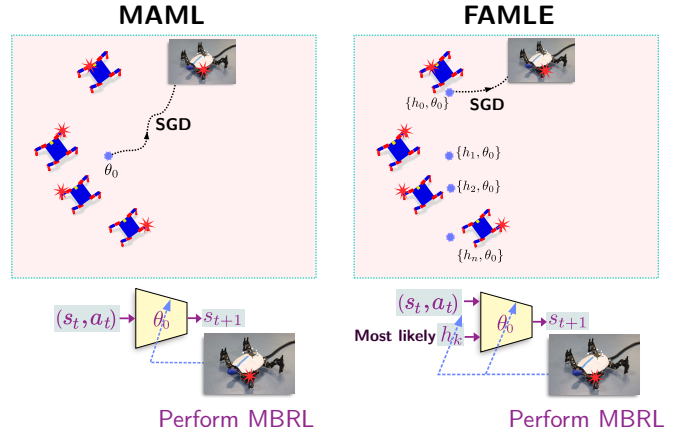 MAML
SGD
θ₀
(sₜ, aₜ)
θ₀
sₜ₊₁
Perform MBRL
FAMLE
{h₀, θ₀}
SGD
{h₁, θ₀}
{h₂, θ₀}
{hₙ, θ₀}
(sₜ, aₜ)
Most likely hₖ
θ₀
sₜ₊₁
Perform MBRL